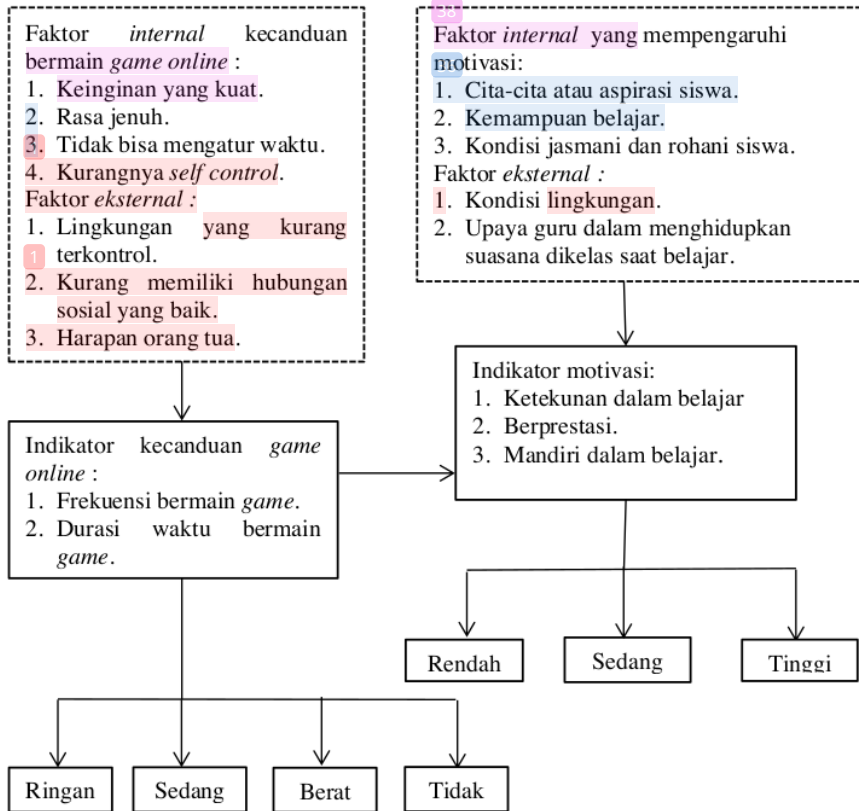 Faktor internal kecanduan
bermain game online :
1. Keinginan yang kuat.
2. Rasa jenuh.
3. Tidak bisa mengatur waktu.
4. Kurangnya self control.
Faktor eksternal :
1. Lingkungan yang kurang
1
terkontrol.
2. Kurang memiliki hubungan
sosial yang baik.
3. Harapan orang tua.
38
Faktor internal yang mempengaruhi
motivasi:
1. Cita-cita atau aspirasi siswa.
2. Kemampuan belajar.
3. Kondisi jasmani dan rohani siswa.
Faktor eksternal :
1. Kondisi lingkungan.
2. Upaya guru dalam menghidupkan
suasana dikelas saat belajar.
Indikator kecanduan game
online :
1. Frekuensi bermain game.
2. Durasi waktu bermain
game.
Indikator motivasi:
1. Ketekunan dalam belajar
2. Berprestasi.
3. Mandiri dalam belajar.
Rendah
Sedang
Tinggi
Ringan
Sedang
Berat
Tidak